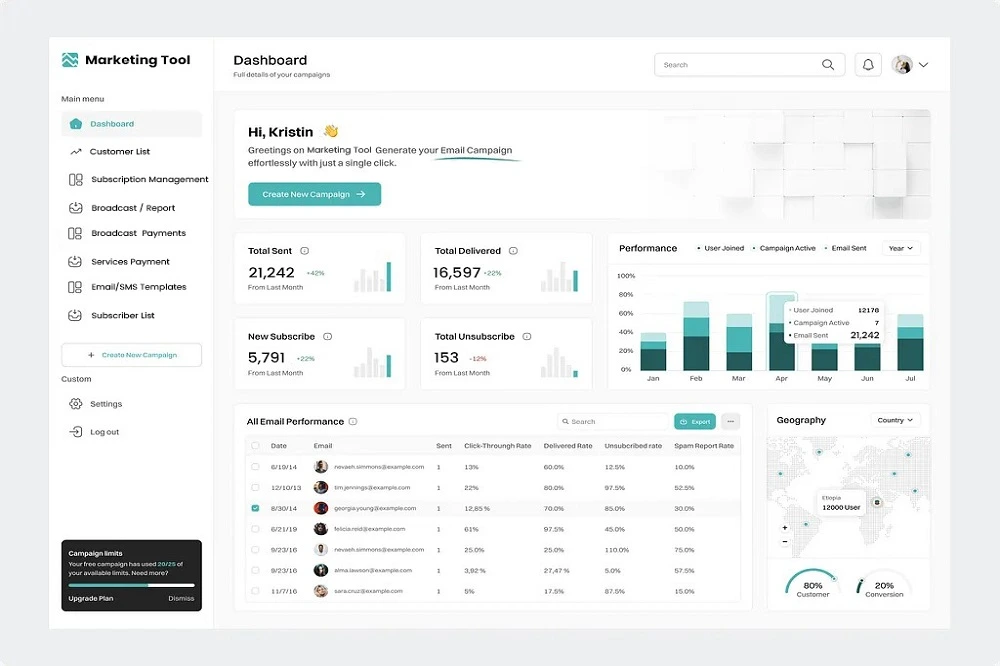 Marketing Tool
Main menu
Dashboard
Customer List
Subscription Management
Broadcast / Report
Broadcast Payments
Services Payment
Email/SMS Templates
Subscriber List
+ Create New Campaign
Custom
Settings
Log out
Campaign limits
Your free campaign has used 20/25 of
your available limits. Need more?
Upgrade Plan Dismiss
Dashboard
Full details of your campaigns
Search
Hi, Kristin 👋
Greetings on Marketing Tool Generate your Email Campaign
effortlessly with just a single click.
Create New Campaign →
Total Sent
21,242 +42%
From Last Month
Total Delivered
16,597 +22%
From Last Month
New Subscribe
5,791 +22%
From Last Month
Total Unsubscribe
153 -12%
From Last Month
Performance • User Joined • Campaign Active • Email Sent Year
100%
80%
60%
40%
20%
0%
User Joined 12178
Campaign Active 7
Email Sent 21,242
Jan Feb Mar Apr May Jun Jul
All Email Performance Search Export
Date Email Sent Click-Through Rate Delivered Rate Unsubcribed rate Spam Report Rate
6/19/14 nevaeh.simmons@example.com 1 13% 60.0% 12.5% 10.0%
12/10/13 tim.jennings@example.com 1 22% 80.0% 97.5% 52.5%
8/30/14 georgia.young@example.com 1 12,85 % 70.0% 85.0% 30.0%
6/21/19 felicia.reid@example.com 1 61% 97.5% 45.0% 50.0%
9/23/16 nevaeh.simmons@example.com 1 25.0% 25.0% 110.0% 75.0%
9/23/16 alma.lawson@example.com 1 3,92 % 27,47 % 5.0% 57.5%
11/7/16 sara.cruz@example.com 1 5% 17.5% 87.5% 15.0%
Geography Country
Etiopia
12000 User
+
−
80%
Customer
20%
Conversion